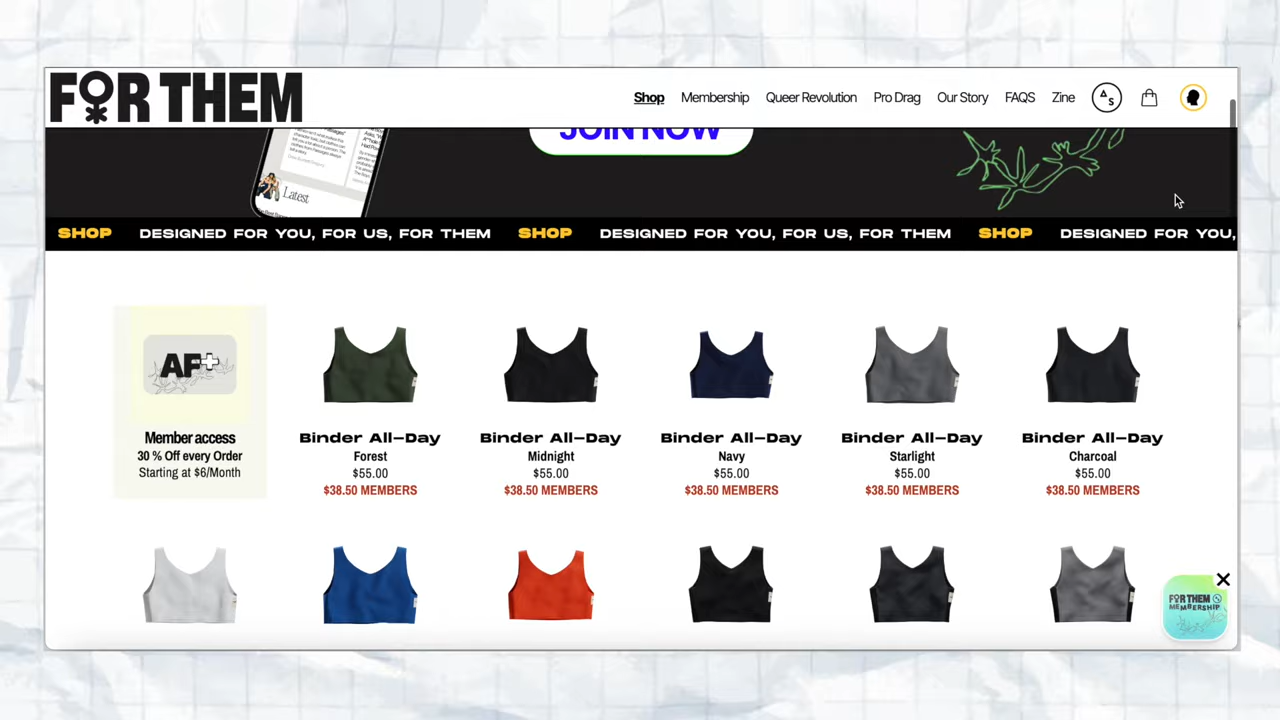 FOR THEM
Shop Membership Queer Revolution Pro Drag Our Story FAQS Zine
JOIN NOW
Latest
SHOP DESIGNED FOR YOU, FOR US, FOR THEM SHOP DESIGNED FOR YOU, FOR US, FOR THEM SHOP DESIGNED FOR YOU,
AF+
Member access
30 % Off every Order
Starting at $6/Month
Binder All-Day
Forest
$55.00
$38.50 MEMBERS
Binder All-Day
Midnight
$55.00
$38.50 MEMBERS
Binder All-Day
Navy
$55.00
$38.50 MEMBERS
Binder All-Day
Starlight
$55.00
$38.50 MEMBERS
Binder All-Day
Charcoal
$55.00
$38.50 MEMBERS
FOR THEM
MEMBERSHIP